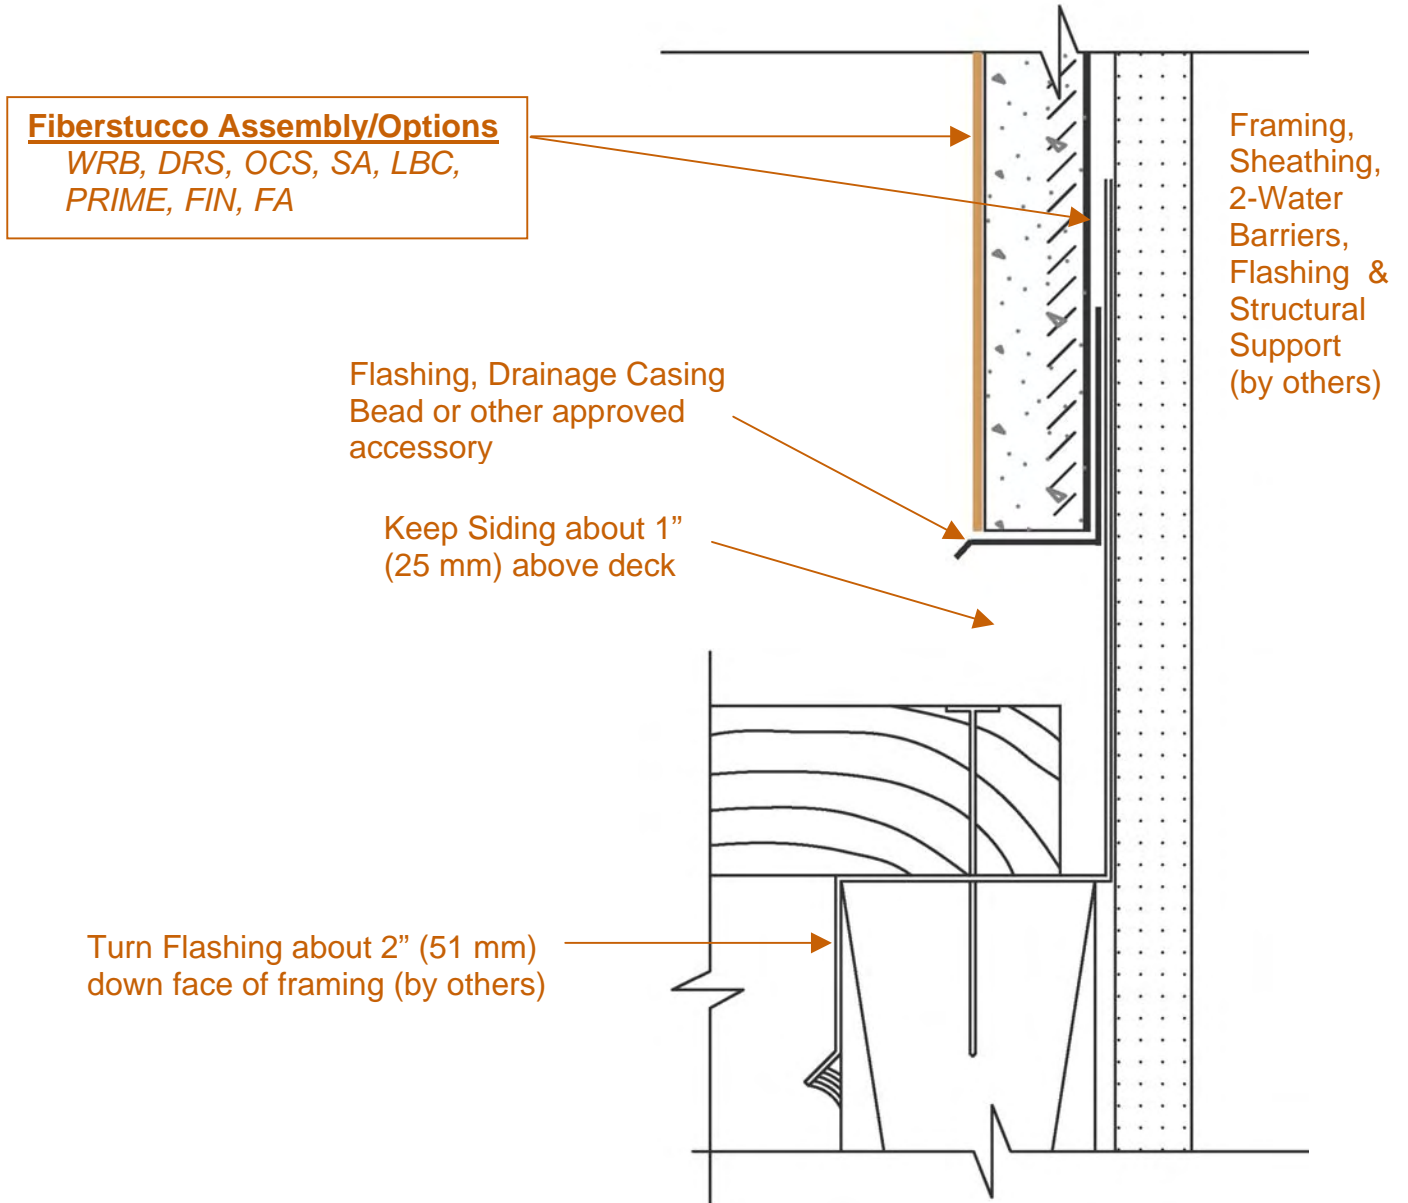 Fiberstucco Assembly/Options
WRB, DRS, OCS, SA, LBC,
PRIME, FIN, FA
Framing,
Sheathing,
2-Water
Barriers,
Flashing &
Structural
Support
(by others)
Flashing, Drainage Casing
Bead or other approved
accessory
Keep Siding about 1”
(25 mm) above deck
Turn Flashing about 2” (51 mm)
down face of framing (by others)